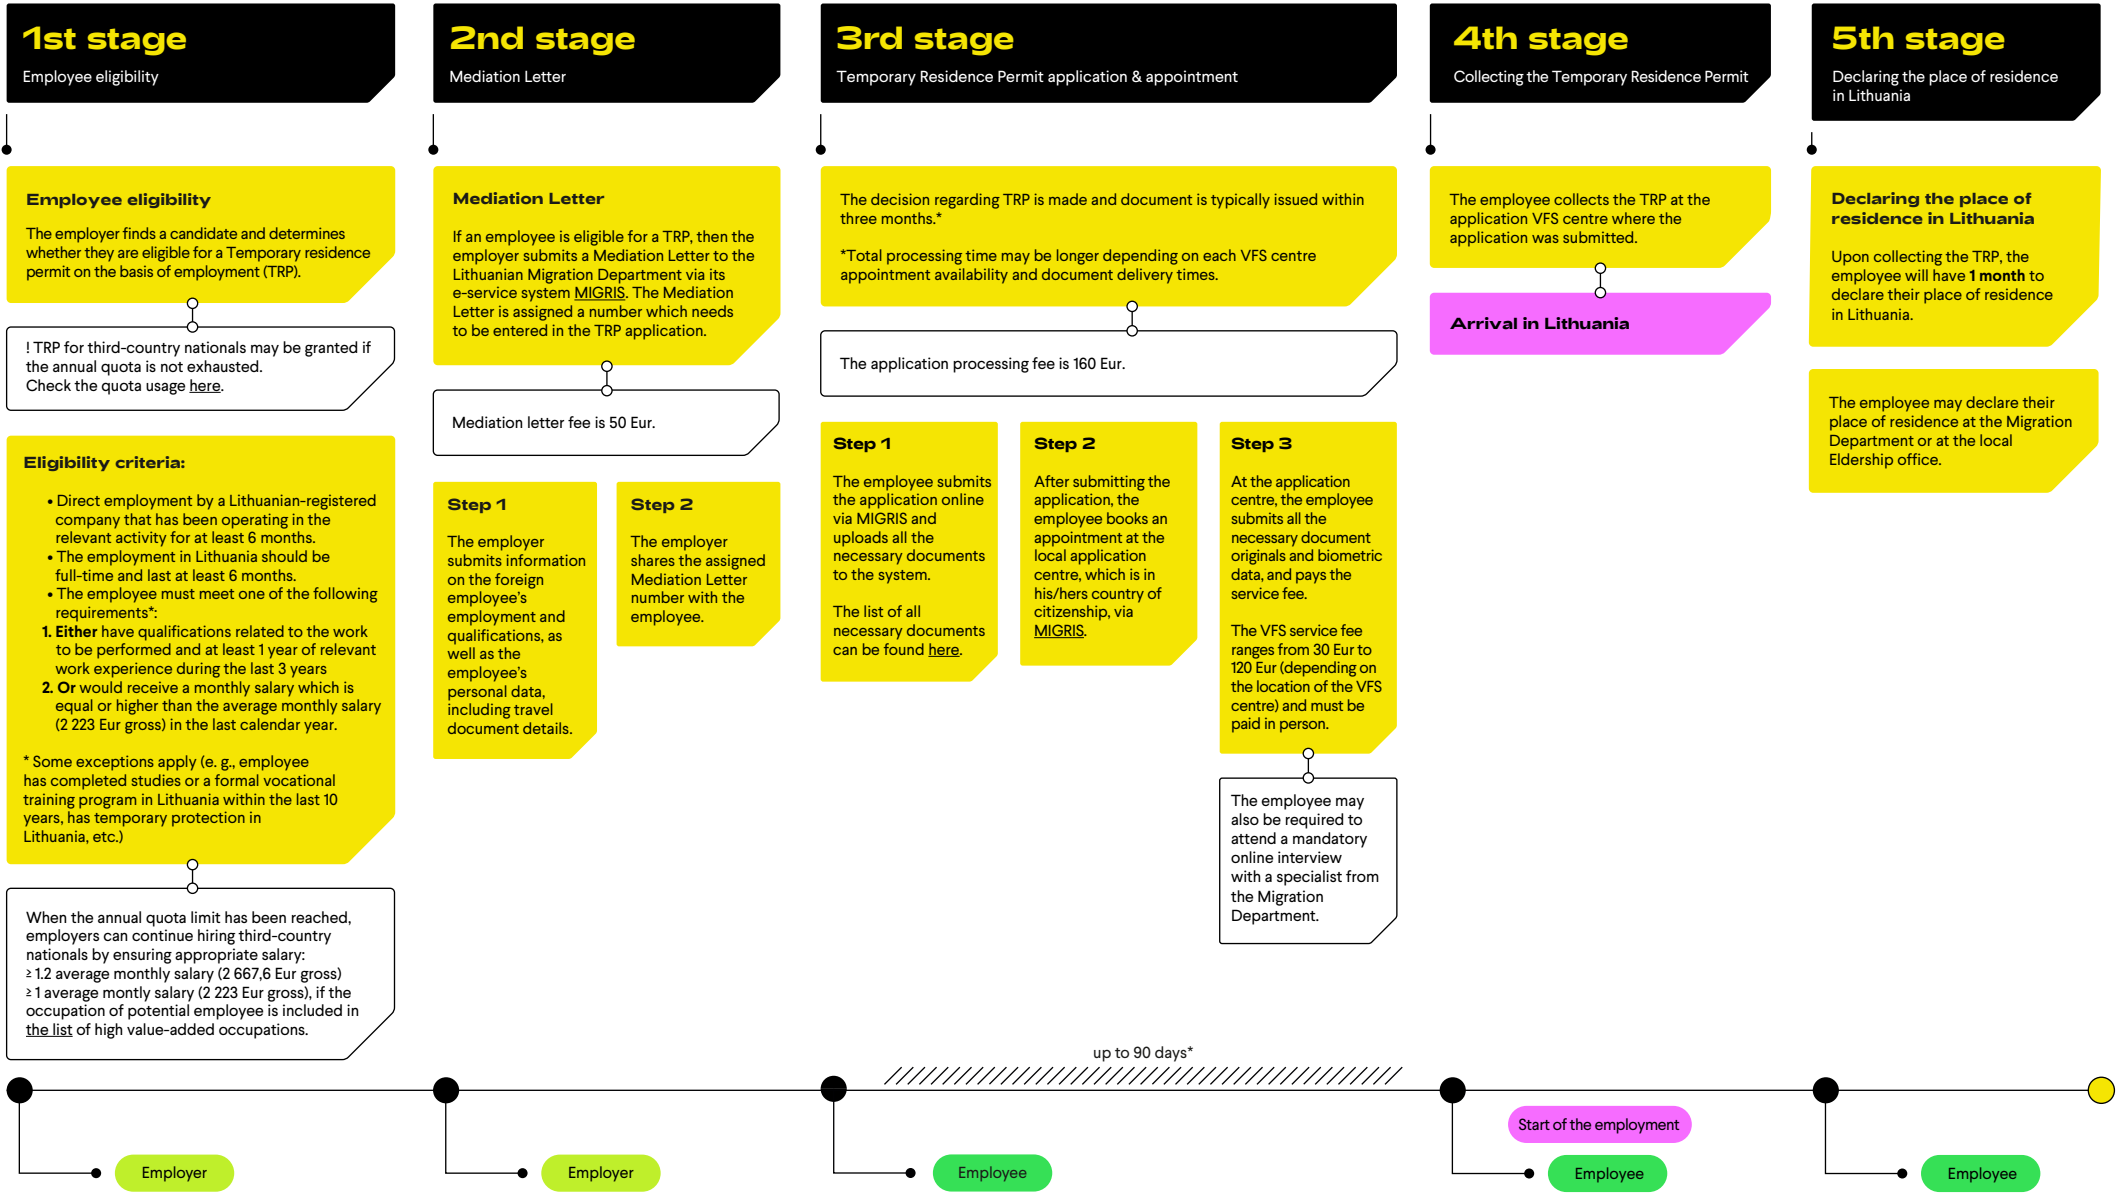 1st stage
Employee eligibility
Employee eligibility
The employer finds a candidate and determines
whether they are eligible for a Temporary residence
permit on the basis of employment (TRP).
! TRP for third-country nationals may be granted if
the annual quota is not exhausted.
Check the quota usage here.
Eligibility criteria:
• Direct employment by a Lithuanian-registered
company that has been operating in the
relevant activity for at least 6 months.
• The employment in Lithuania should be
full-time and last at least 6 months.
• The employee must meet one of the following
requirements*:
1. Either have qualifications related to the work
to be performed and at least 1 year of relevant
work experience during the last 3 years
2. Or would receive a monthly salary which is
equal or higher than the average monthly salary
(2 223 Eur gross) in the last calendar year.
* Some exceptions apply (e. g., employee
has completed studies or a formal vocational
training program in Lithuania within the last 10
years, has temporary protection in
Lithuania, etc.)
When the annual quota limit has been reached,
employers can continue hiring third-country
nationals by ensuring appropriate salary:
≥ 1.2 average monthly salary (2 667,6 Eur gross)
≥ 1 average montly salary (2 223 Eur gross), if the
occupation of potential employee is included in
the list of high value-added occupations.
2nd stage
Mediation Letter
Mediation Letter
If an employee is eligible for a TRP, then the
employer submits a Mediation Letter to the
Lithuanian Migration Department via its
e-service system MIGRIS. The Mediation
Letter is assigned a number which needs
to be entered in the TRP application.
Mediation letter fee is 50 Eur.
Step 1
The employer
submits information
on the foreign
employee’s
employment and
qualifications, as
well as the
employee’s
personal data,
including travel
document details.
Step 2
The employer
shares the assigned
Mediation Letter
number with the
employee.
3rd stage
Temporary Residence Permit application & appointment
The decision regarding TRP is made and document is typically issued within
three months.*
*Total processing time may be longer depending on each VFS centre
appointment availability and document delivery times.
The application processing fee is 160 Eur.
Step 1
The employee submits
the application online
via MIGRIS and
uploads all the
necessary documents
to the system.
The list of all
necessary documents
can be found here.
Step 2
After submitting the
application, the
employee books an
appointment at the
local application
centre, which is in
his/hers country of
citizenship, via
MIGRIS.
Step 3
At the application
centre, the employee
submits all the
necessary document
originals and biometric
data, and pays the
service fee.
The VFS service fee
ranges from 30 Eur to
120 Eur (depending on
the location of the VFS
centre) and must be
paid in person.
The employee may
also be required to
attend a mandatory
online interview
with a specialist from
the Migration
Department.
4th stage
Collecting the Temporary Residence Permit
The employee collects the TRP at the
application VFS centre where the
application was submitted.
Arrival in Lithuania
5th stage
Declaring the place of residence
in Lithuania
Declaring the place of
residence in Lithuania
Upon collecting the TRP, the
employee will have 1 month to
declare their place of residence
in Lithuania.
The employee may declare their
place of residence at the Migration
Department or at the local
Eldership office.
up to 90 days*
Employer
Employer
Employee
Start of the employment
Employee
Employee